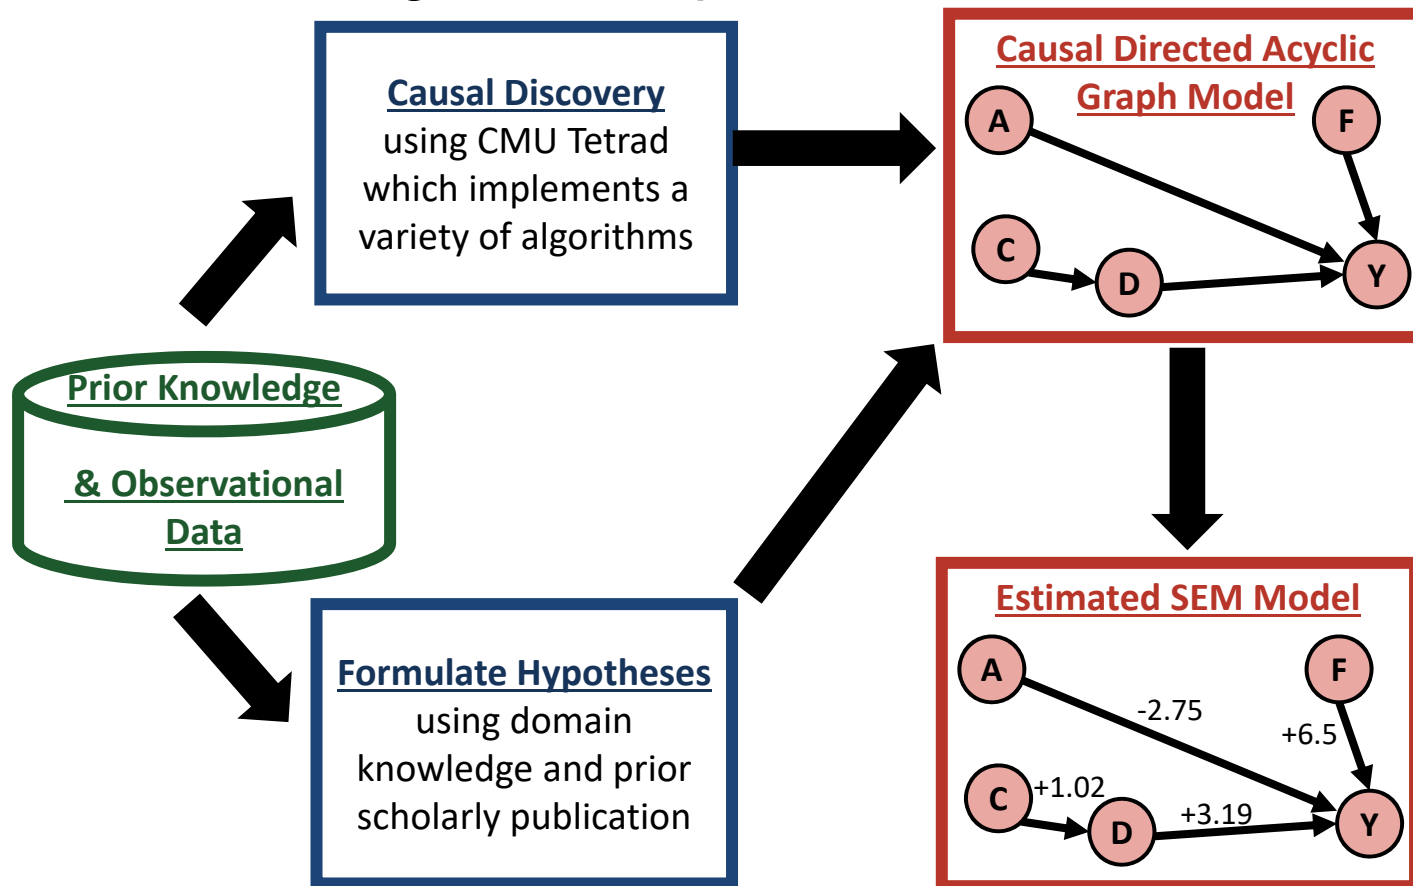 Causal Discovery
using CMU Tetrad
which implements a
variety of algorithms
Causal Directed Acyclic
Graph Model
A
F
C
D
Y
Prior Knowledge
& Observational
Data
Formulate Hypotheses
using domain
knowledge and prior
scholarly publication
Estimated SEM Model
A
F
-2.75
+6.5
C
+1.02
D
+3.19
Y